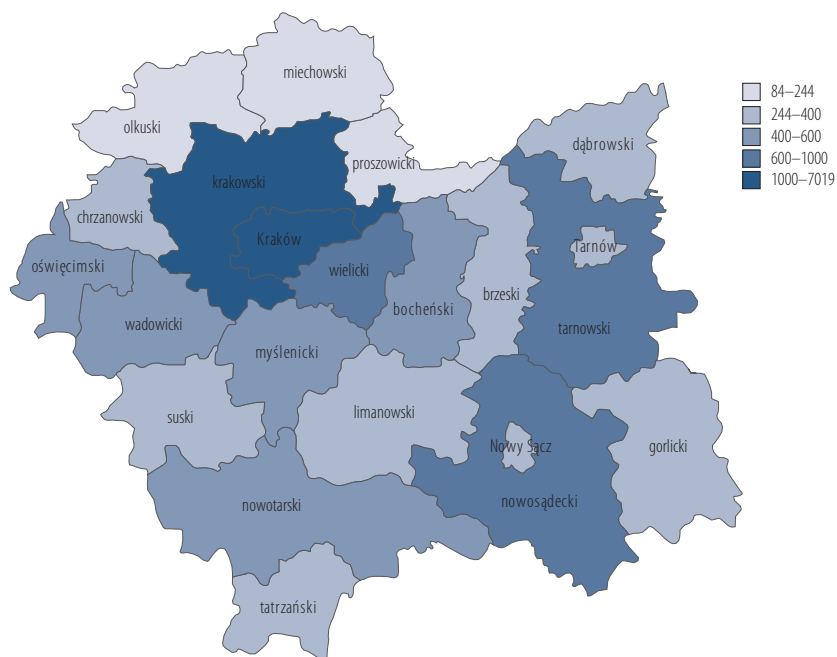 miechowski
84–244
244–400
400–600
600–1000
1000–7019
olkuski
dąbrowski
proszowicki
krakowski
chrzanowski
Kraków
Tarnów
oświęcimski
wielicki
brzeski
bocheński
wadowicki
tarnowski
myślenicki
limanowski
suski
Nowy Sącz
gorlicki
nowosądecki
nowotarski
tatrzański